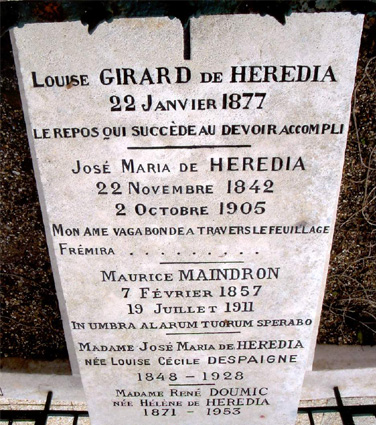 Louise GIRARD DE HEREDIA
22 JANVIER 1877
LE REPOS QUI SUCCÈDE AU DEVOIR ACCOMPLI
José Maria de HEREDIA
22 Novembre 1842
2 Octobre 1905
Mon ame vagabonde a travers le feuillage
Frémira . . . . . . . . .
Maurice MAINDRON
7 Février 1857
19 Juillet 1911
In umbra alarum tuorum sperabo
Madame José Maria de HEREDIA
née Louise Cécile DESPAIGNE
1848 - 1928
Madame René DOUMIC
née Hélène de HEREDIA
1871 - 1953